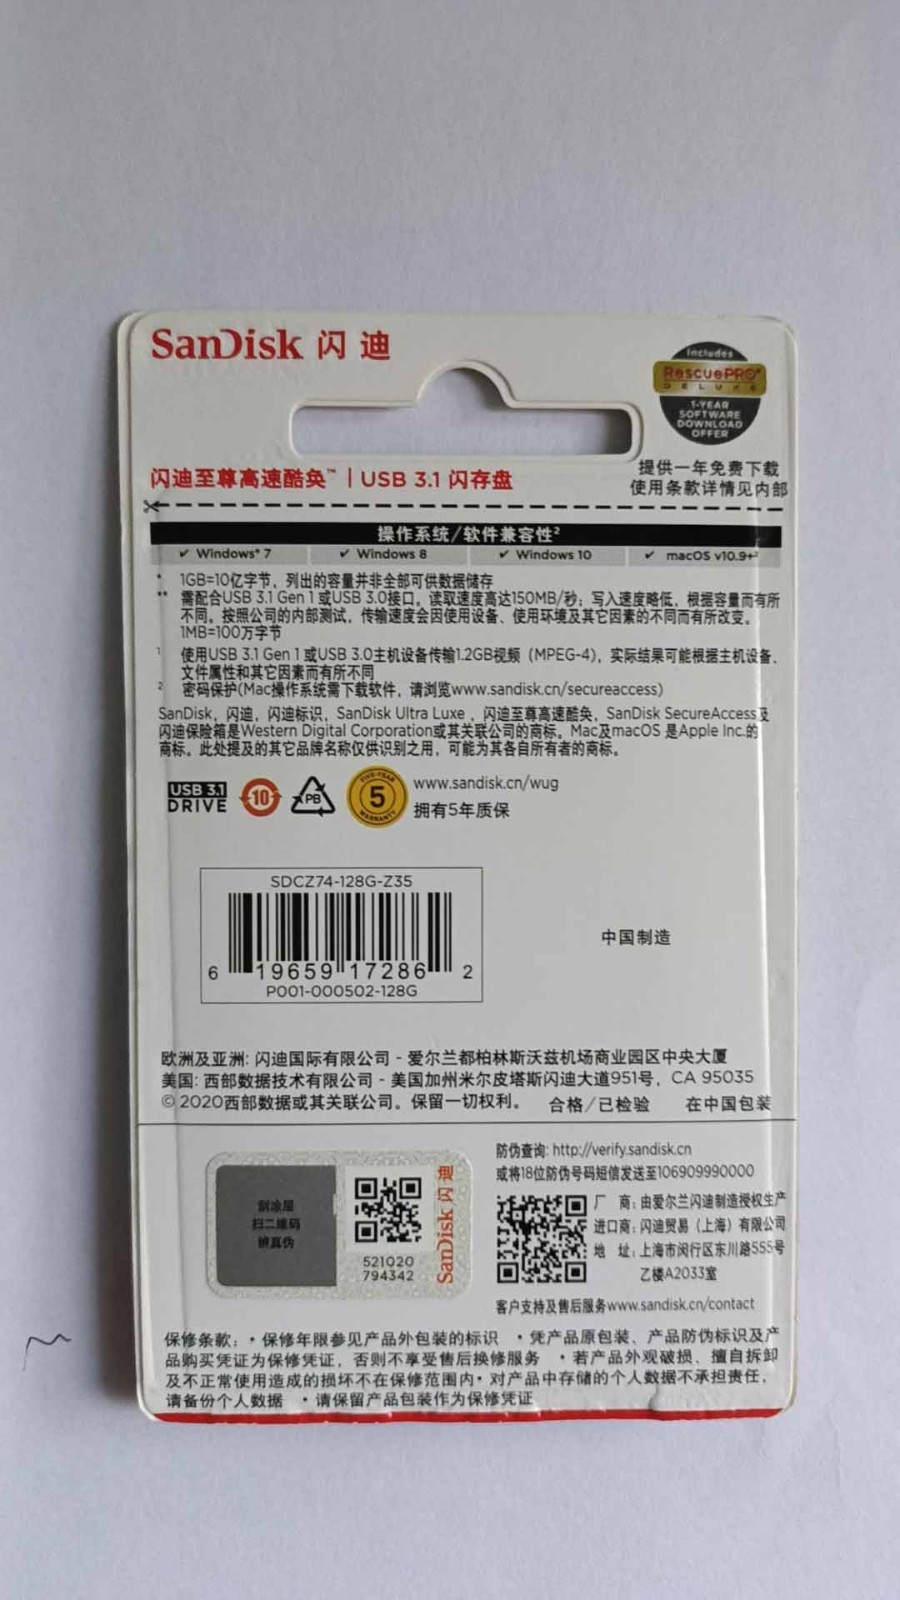 SanDisk 闪迪
Includes
RescuePRO®
DELUXE
1-YEAR
SOFTWARE
DOWNLOAD
OFFER
提供一年免费下载
使用条款详情见内部
闪迪至尊高速酷奂™ | USB 3.1 闪存盘
操作系统/软件兼容性²
✔ Windows® 7 ✔ Windows 8 ✔ Windows 10 ✔ macOS v10.9+²
* 1GB=10亿字节，列出的容量并非全部可供数据储存
** 需配合USB 3.1 Gen 1 或USB 3.0接口。读取速度高达150MB/秒；写入速度略低，根据容量而有所
不同。按照公司的内部测试，传输速度会因使用设备、使用环境及其它因素的不同而有所改变。
1MB=100万字节
¹ 使用USB 3.1 Gen 1 或USB 3.0主机设备传输1.2GB视频（MPEG-4)，实际结果可能根据主机设备、
文件属性和其它因素而有所不同
² 密码保护(Mac操作系统需下载软件，请浏览www.sandisk.cn/secureaccess)
SanDisk，闪迪，闪迪标识，SanDisk Ultra Luxe ，闪迪至尊高速酷奂，SanDisk SecureAccess及
闪迪保险箱是Western Digital Corporation或其关联公司的商标。Mac及macOS 是Apple Inc.的
商标。此处提及的其它品牌名称仅供识别之用，可能为其各自所有者的商标。
USB 3.1
DRIVE
10
PB
FIVE-YEAR
5
WARRANTY
www.sandisk.cn/wug
拥有5年质保
SDCZ74-128G-Z35
6 19659 17286 2
P001-000502-128G
中国制造
欧洲及亚洲: 闪迪国际有限公司 - 爱尔兰都柏林斯沃兹机场商业园区中央大厦
美国: 西部数据技术有限公司 - 美国加州米尔皮塔斯闪迪大道951号，CA 95035
© 2020西部数据或其关联公司。保留一切权利。 合格/已检验 在中国包装
刮涂层
扫二维码
辨真伪
521020
794342
SanDisk 闪迪
防伪查询: http://verify.sandisk.cn
或将18位防伪号码短信发送至106909990000
厂 商: 由爱尔兰闪迪制造授权生产
进口商: 闪迪贸易（上海）有限公司
地 址: 上海市闵行区东川路555号
乙楼A2033室
客户支持及售后服务www.sandisk.cn/contact
保修条款: • 保修年限参见产品外包装的标识 • 凭产品原包装、产品防伪标识及产
品购买凭证为保修凭证，否则不享受售后换修服务 • 若产品外观破损、擅自拆卸
及不正常使用造成的损坏不在保修范围内• 对产品中存储的个人数据不承担责任，
请备份个人数据 • 请保留产品包装作为保修凭证